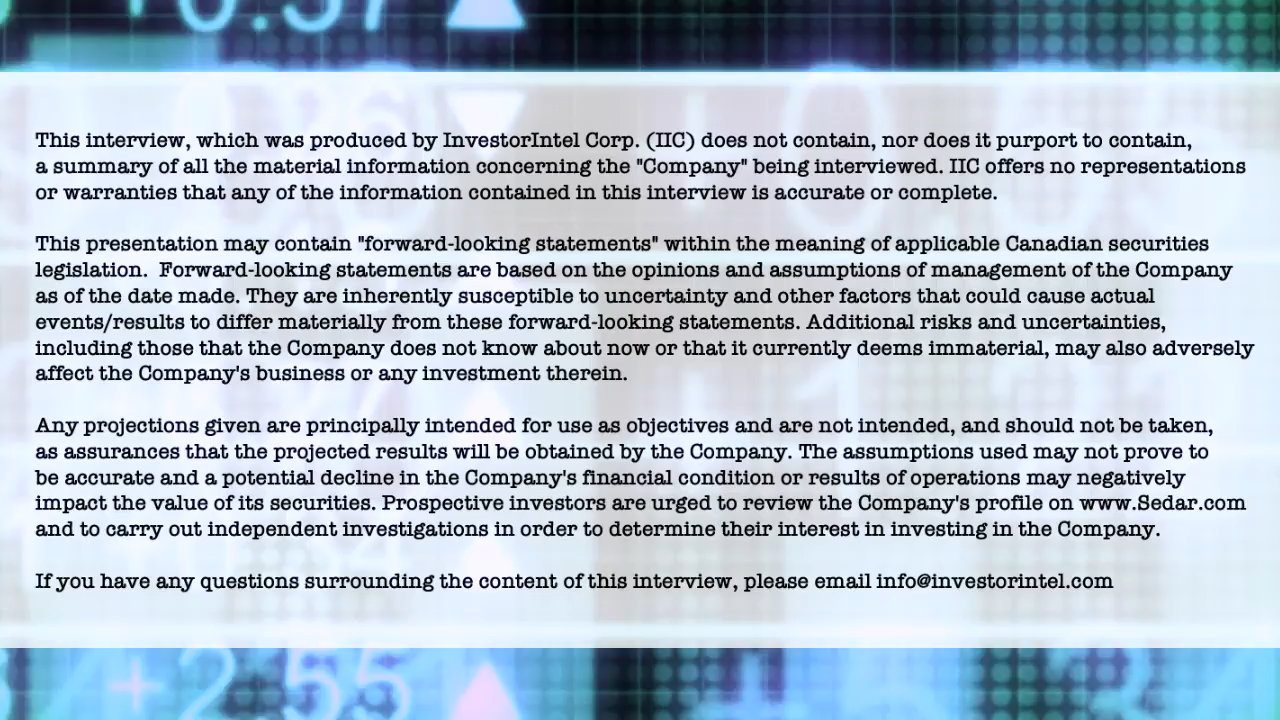 0.37 ▲
This interview, which was produced by InvestorIntel Corp. (IIC) does not contain, nor does it purport to contain,
a summary of all the material information concerning the "Company" being interviewed. IIC offers no representations
or warranties that any of the information contained in this interview is accurate or complete.
This presentation may contain "forward-looking statements" within the meaning of applicable Canadian securities
legislation.  Forward-looking statements are based on the opinions and assumptions of management of the Company
as of the date made. They are inherently susceptible to uncertainty and other factors that could cause actual
events/results to differ materially from these forward-looking statements. Additional risks and uncertainties,
including those that the Company does not know about now or that it currently deems immaterial, may also adversely
affect the Company's business or any investment therein.
Any projections given are principally intended for use as objectives and are not intended, and should not be taken,
as assurances that the projected results will be obtained by the Company. The assumptions used may not prove to
be accurate and a potential decline in the Company's financial condition or results of operations may negatively
impact the value of its securities. Prospective investors are urged to review the Company's profile on www.Sedar.com
and to carry out independent investigations in order to determine their interest in investing in the Company.
If you have any questions surrounding the content of this interview, please email info@investorintel.com
+2.55 ▲